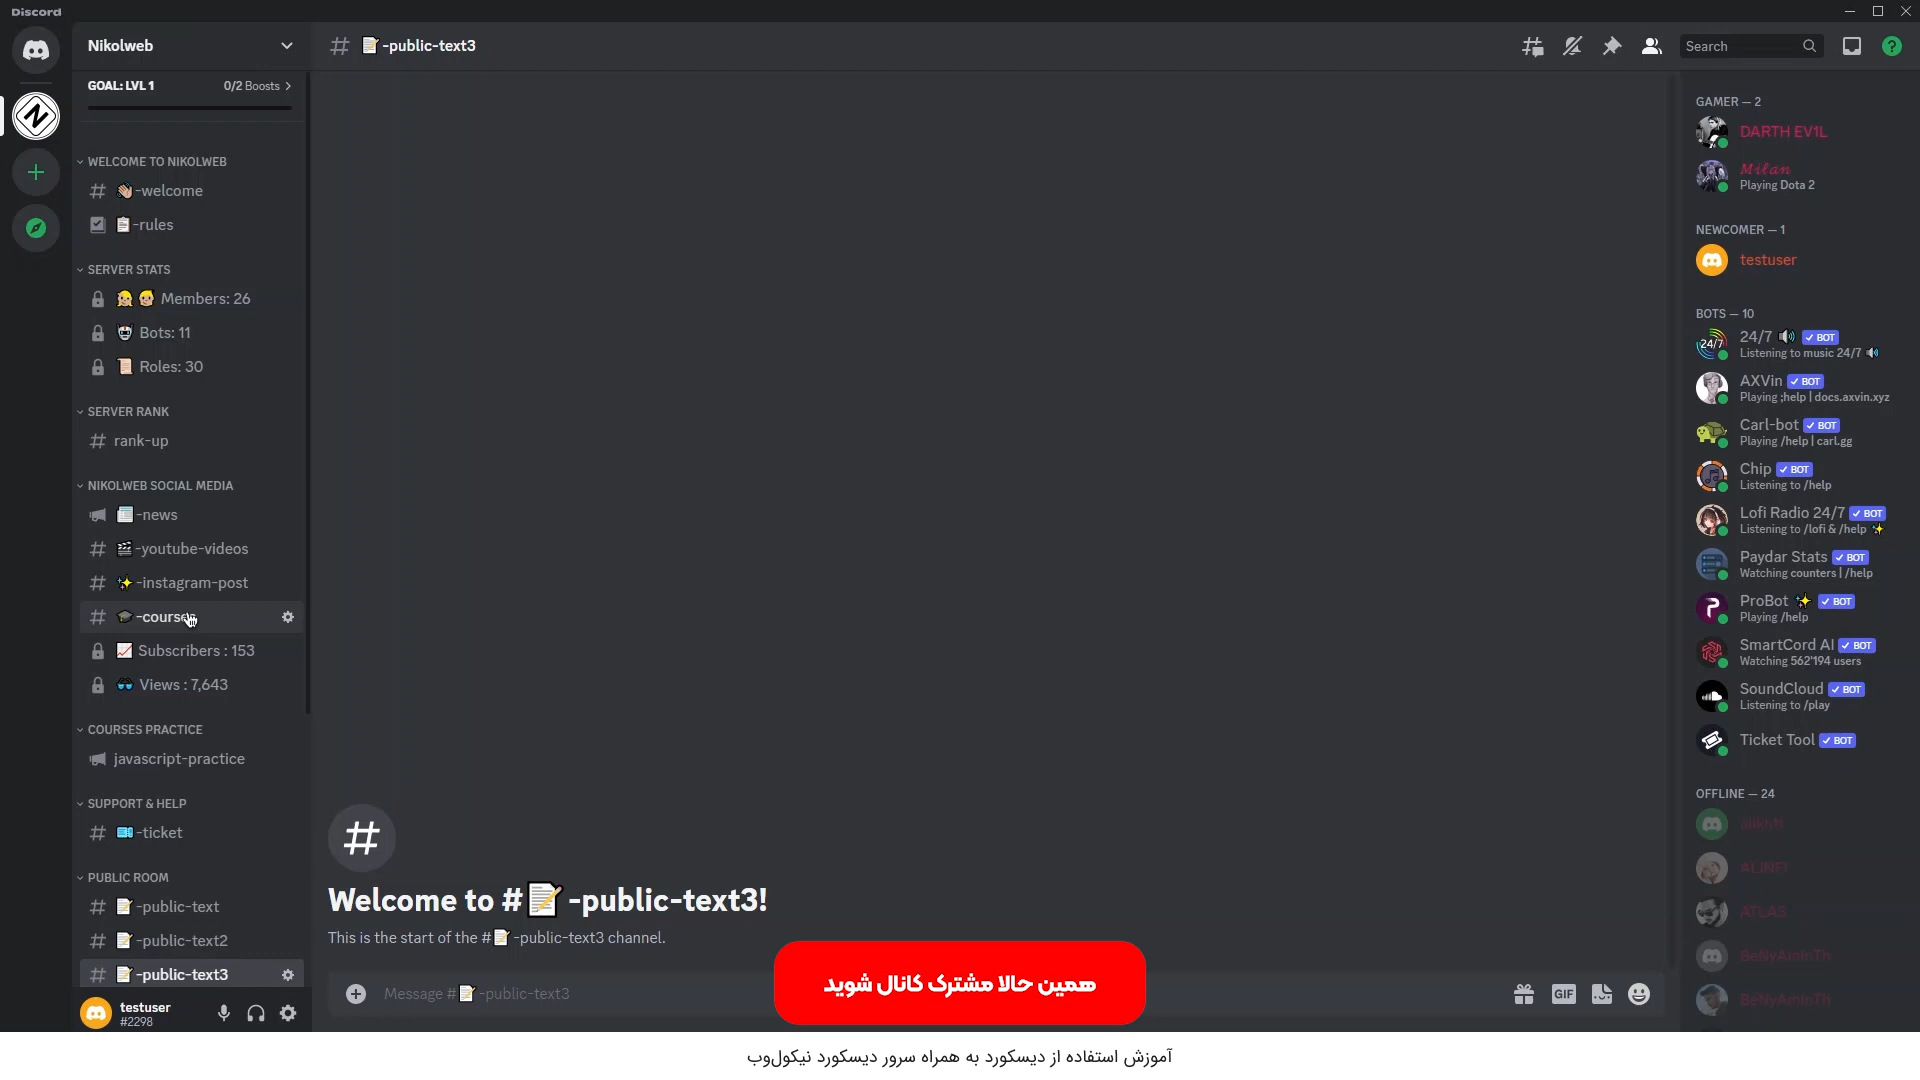 Discord
Nikolweb
-public-text3
Search
GOAL: LVL 1
0/2 Boosts
WELCOME TO NIKOLWEB
-welcome
-rules
SERVER STATS
Members: 26
Bots: 11
Roles: 30
SERVER RANK
rank-up
NIKOLWEB SOCIAL MEDIA
-news
-youtube-videos
-instagram-post
Subscribers : 153
Views : 7,643
COURSES PRACTICE
javascript-practice
SUPPORT & HELP
-ticket
PUBLIC ROOM
-public-text
-public-text2
-public-text3
testuser
#2298
Welcome to #📝-public-text3!
This is the start of the #📝-public-text3 channel.
Message #📝-public-text3
GIF
همین حالا مشترک کانال شوید
GAMER — 2
DARTH EV1L
Milan
Playing Dota 2
NEWCOMER — 1
testuser
BOTS — 10
24/7
24/7 🔊 ✓ BOT
Listening to music 24/7 🔊
AXVin ✓ BOT
Playing ;help | docs.axvin.xyz
Carl-bot ✓ BOT
Playing /help | carl.gg
Chip ✓ BOT
Listening to /help
Lofi Radio 24/7 ✓ BOT
Listening to /lofi & /help ✨
Paydar Stats ✓ BOT
Watching counters | /help
ProBot ✨ ✓ BOT
Playing /help
SmartCord AI ✓ BOT
Watching 562'194 users
SoundCloud ✓ BOT
Listening to /play
Ticket Tool ✓ BOT
OFFLINE — 24
ATLAS
BeNyAminTh
BeNyAminTh
آموزش استفاده از دیسکورد به همراه سرور دیسکورد نیکول‌وب